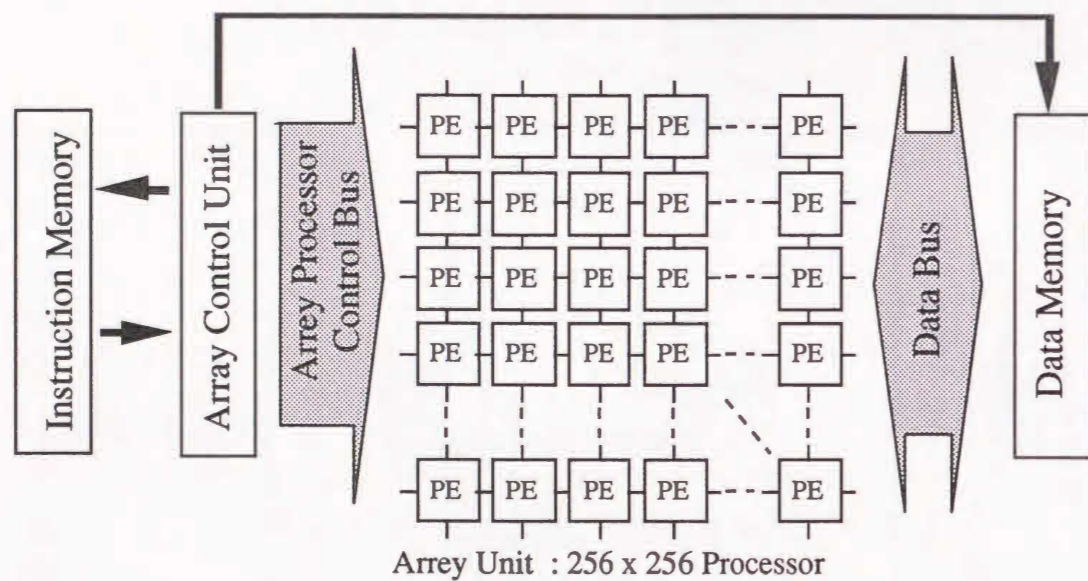 Instruction Memory
Array Control Unit
Arrey Processor
Control Bus
PE PE PE PE PE
PE PE PE PE PE
PE PE PE PE PE
PE PE PE PE PE
PE PE PE PE PE
Data Bus
Data Memory
Arrey Unit : 256 x 256 Processor